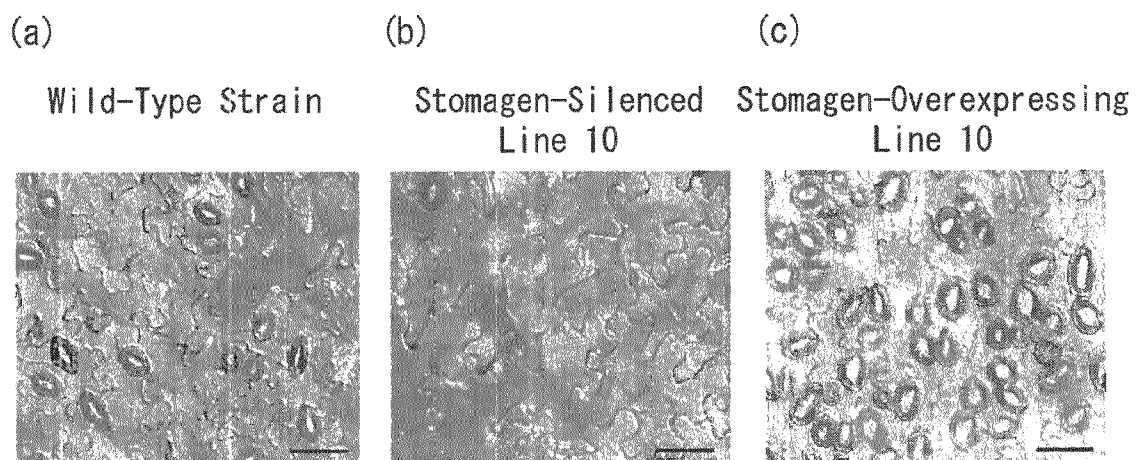 (a)
Wild-Type Strain
(b)
Stomagen-Silenced
Line 10
(c)
Stomagen-Overexpressing
Line 10